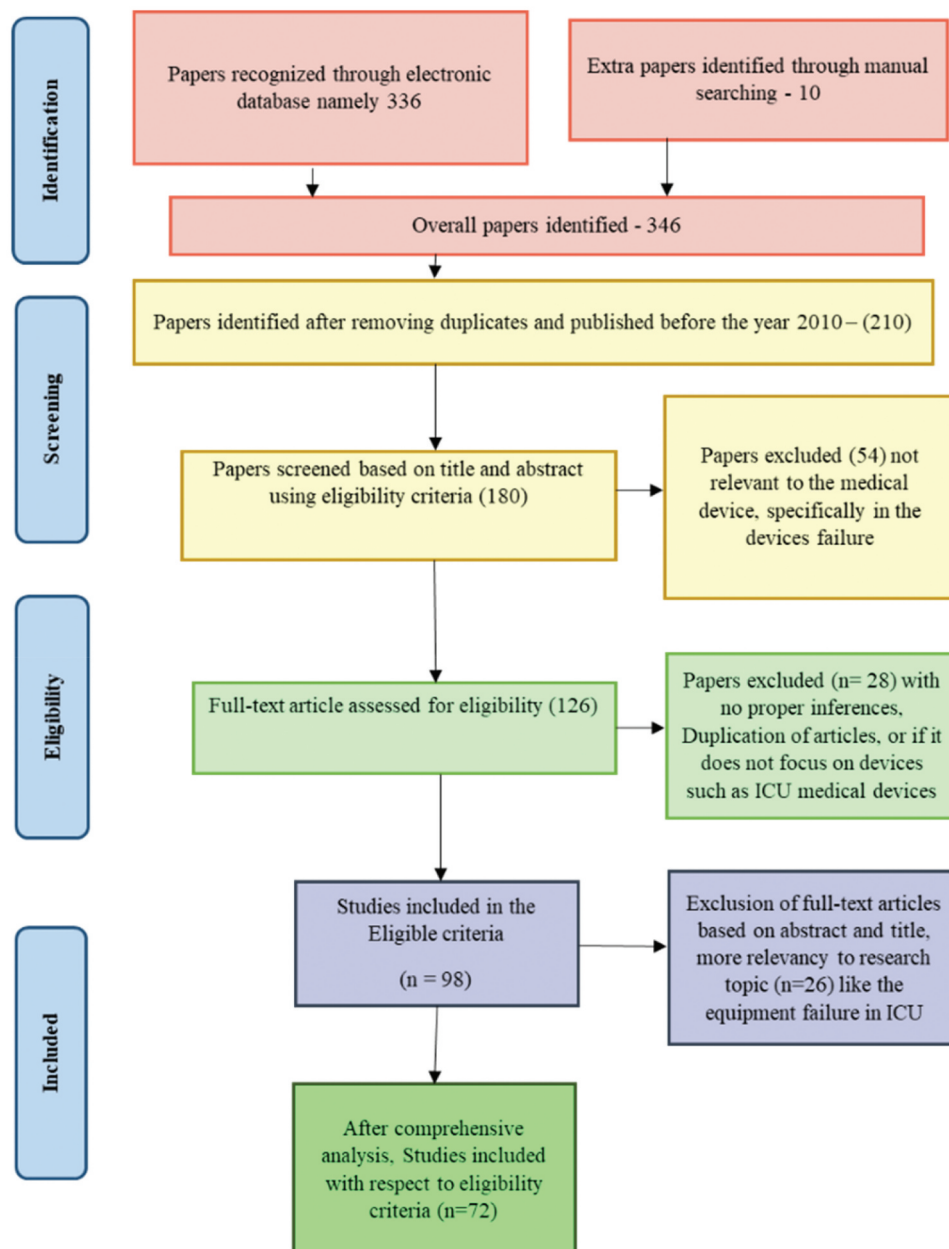 Identification
Papers recognized through electronic
database namely 336
Extra papers identified through manual
searching - 10
Overall papers identified - 346
Screening
Papers identified after removing duplicates and published before the year 2010 – (210)
Papers screened based on title and abstract
using eligibility criteria (180)
Papers excluded (54) not
relevant to the medical
device, specifically in the
devices failure
Eligibility
Full-text article assessed for eligibility (126)
Papers excluded (n= 28) with
no proper inferences,
Duplication of articles, or if it
does not focus on devices
such as ICU medical devices
Included
Studies included in the
Eligible criteria
(n = 98)
Exclusion of full-text articles
based on abstract and title,
more relevancy to research
topic (n=26) like the
equipment failure in ICU
After comprehensive
analysis, Studies included
with respect to eligibility
criteria (n=72)